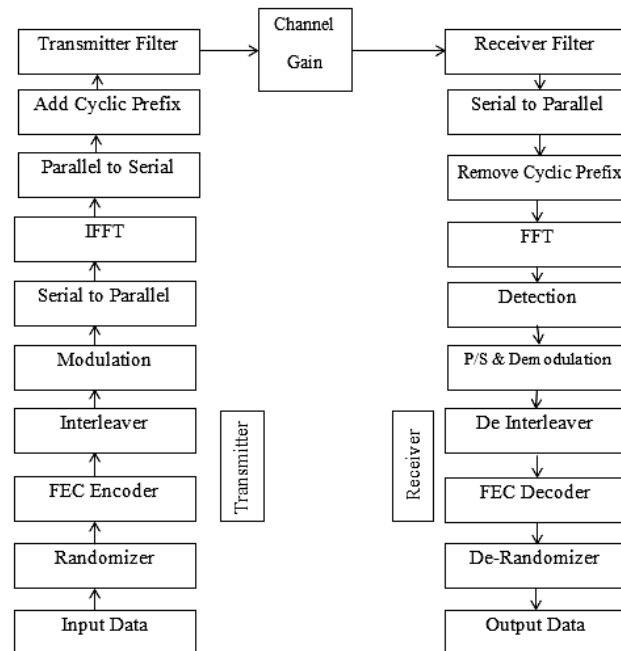 Transmitter Filter
Channel
Gain
Receiver Filter
Add Cyclic Prefix
Serial to Parallel
Parallel to Serial
Remove Cyclic Prefix
IFFT
FFT
Serial to Parallel
Detection
Modulation
P/S & Demodulation
Interleaver
Transmitter
Receiver
De Interleaver
FEC Encoder
FEC Decoder
Randomizer
De-Randomizer
Input Data
Output Data